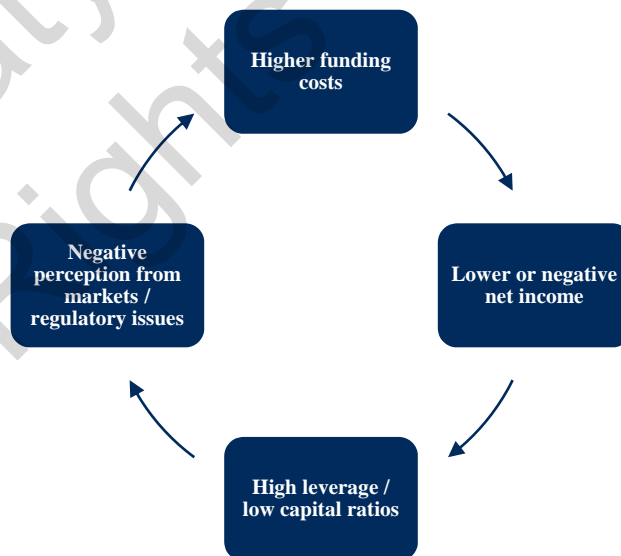 Higher funding
costs
Lower or negative
net income
High leverage /
low capital ratios
Negative
perception from
markets /
regulatory issues
Rights